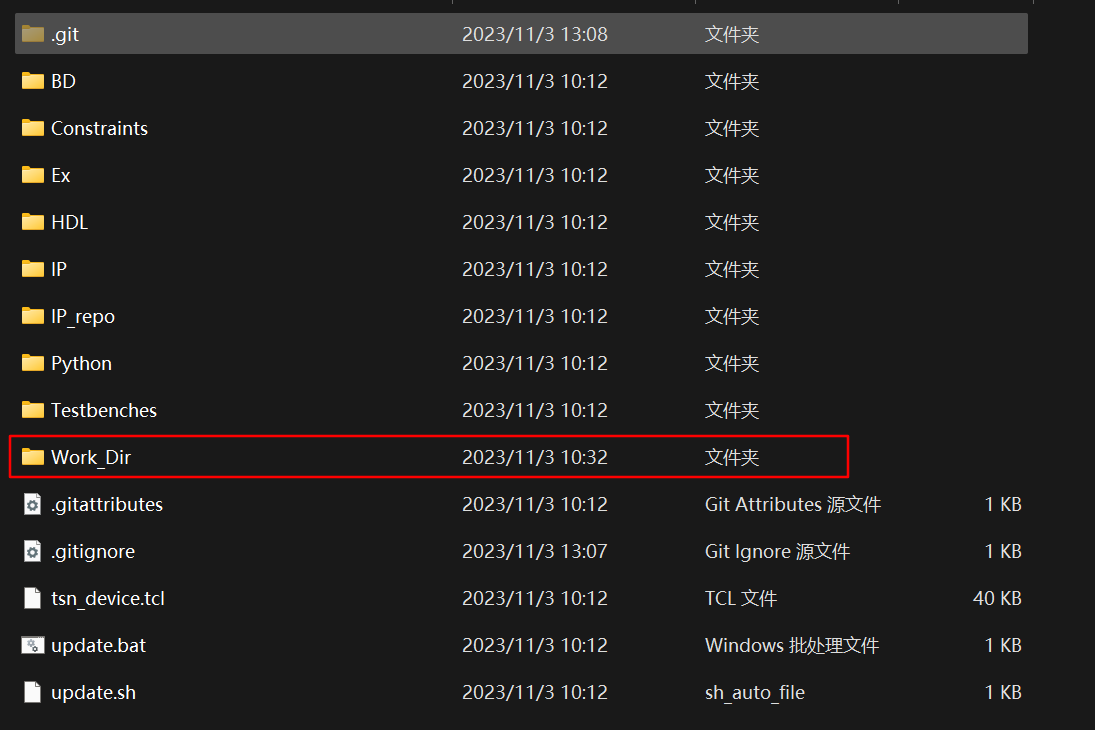 .git 2023/11/3 13:08 文件夹
BD 2023/11/3 10:12 文件夹
Constraints 2023/11/3 10:12 文件夹
Ex 2023/11/3 10:12 文件夹
HDL 2023/11/3 10:12 文件夹
IP 2023/11/3 10:12 文件夹
IP_repo 2023/11/3 10:12 文件夹
Python 2023/11/3 10:12 文件夹
Testbenches 2023/11/3 10:12 文件夹
Work_Dir 2023/11/3 10:32 文件夹
.gitattributes 2023/11/3 10:12 Git Attributes 源文件 1 KB
.gitignore 2023/11/3 13:07 Git Ignore 源文件 1 KB
tsn_device.tcl 2023/11/3 10:12 TCL 文件 40 KB
update.bat 2023/11/3 10:12 Windows 批处理文件 1 KB
update.sh 2023/11/3 10:12 sh_auto_file 1 KB